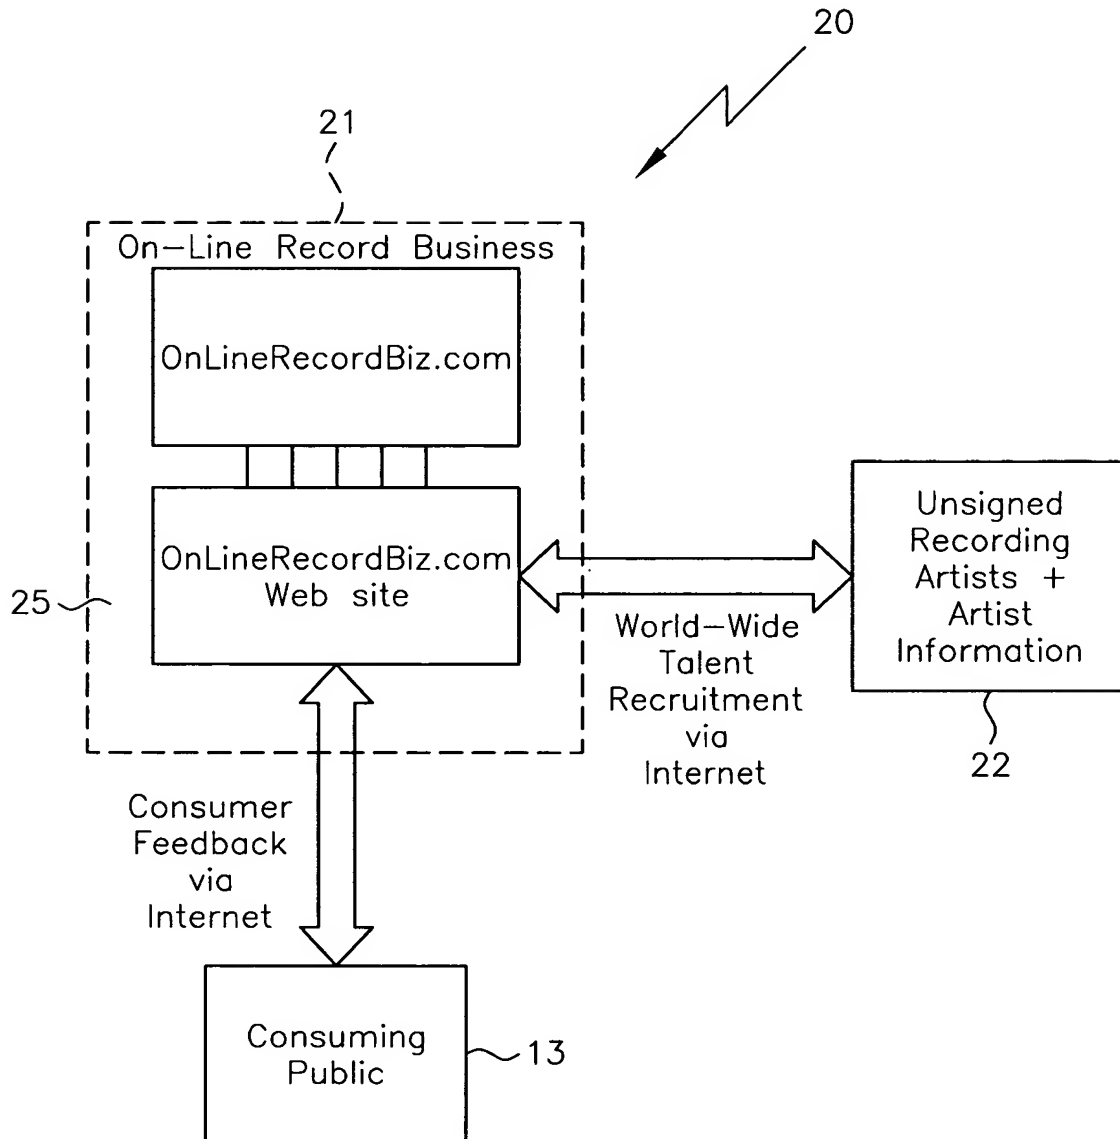 20
21
On-Line Record Business
OnLineRecordBiz.com
OnLineRecordBiz.com
Web site
25
Unsigned
Recording
Artists +
Artist
Information
22
World-Wide
Talent
Recruitment
via
Internet
Consumer
Feedback
via
Internet
Consuming
Public
13